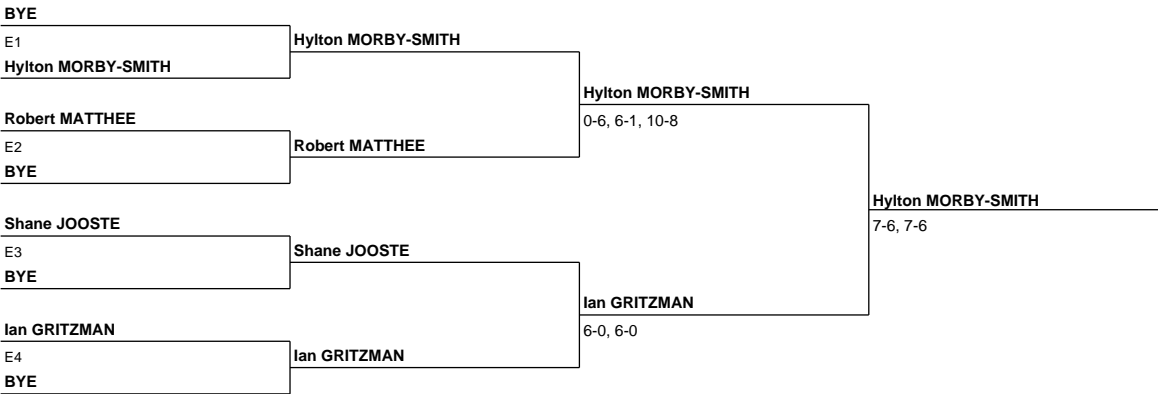 BYE
E1
Hylton MORBY-SMITH
Hylton MORBY-SMITH
Robert MATTHEE
E2
BYE
Robert MATTHEE
Hylton MORBY-SMITH
0-6, 6-1, 10-8
Shane JOOSTE
E3
BYE
Shane JOOSTE
Ian GRITZMAN
E4
BYE
Ian GRITZMAN
Ian GRITZMAN
6-0, 6-0
Hylton MORBY-SMITH
7-6, 7-6